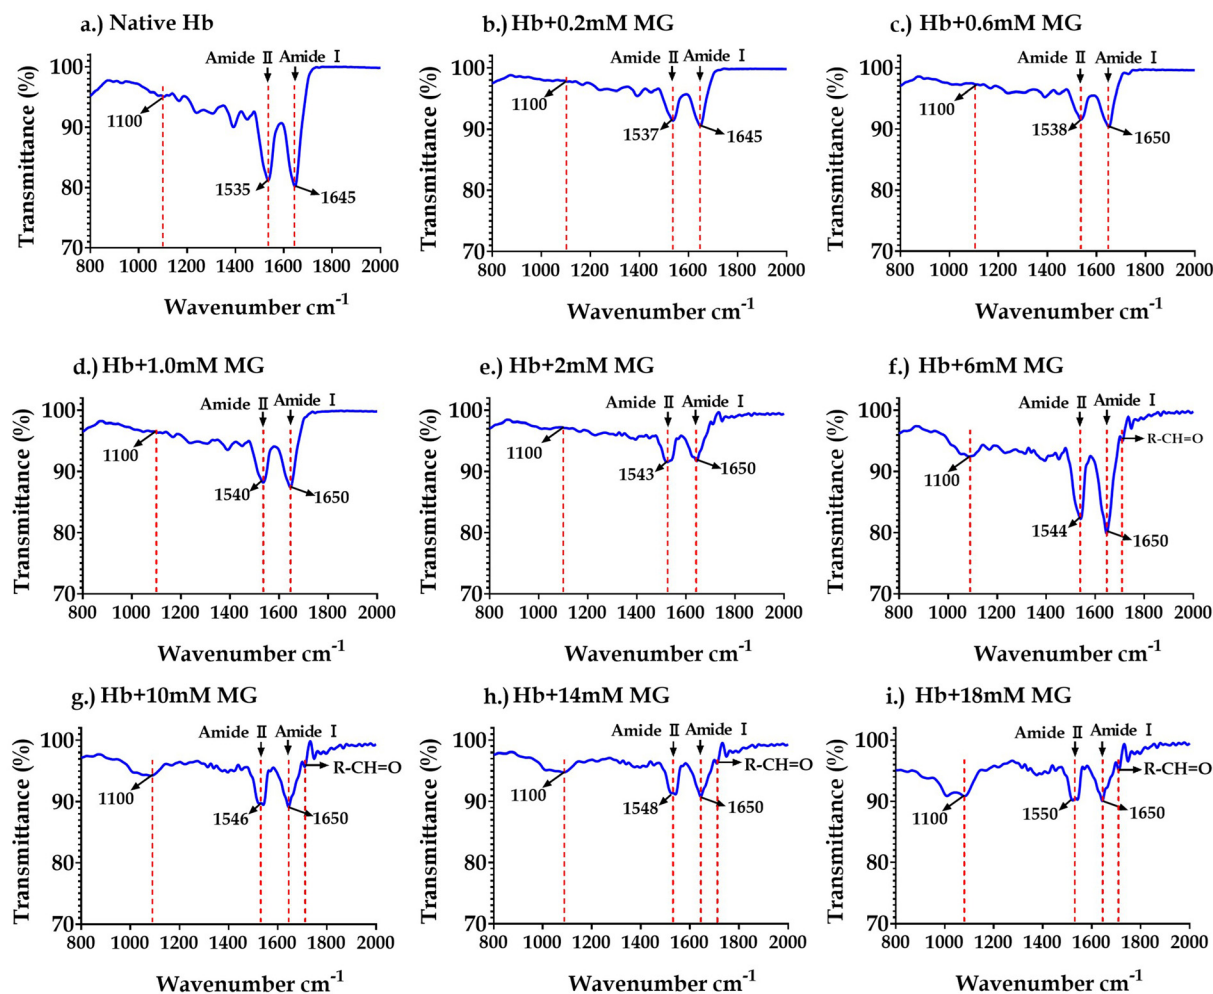 a.) Native Hb
Amide II Amide I
Transmittance (%)
100
90
80
70
1100
1535
1645
800 1000 1200 1400 1600 1800 2000
Wavenumber cm-1
b.) Hb+0.2mM MG
Amide II Amide I
Transmittance (%)
100
90
80
70
1100
1537
1645
800 1000 1200 1400 1600 1800 2000
Wavenumber cm-1
c.) Hb+0.6mM MG
Amide II Amide I
Transmittance (%)
100
90
80
70
1100
1538
1650
800 1000 1200 1400 1600 1800 2000
Wavenumber cm-1
d.) Hb+1.0mM MG
Amide II Amide I
Transmittance (%)
100
90
80
70
1100
1540
1650
800 1000 1200 1400 1600 1800 2000
Wavenumber cm-1
e.) Hb+2mM MG
Amide II Amide I
Transmittance (%)
100
90
80
70
1100
1543
1650
800 1000 1200 1400 1600 1800 2000
Wavenumber cm-1
f.) Hb+6mM MG
Amide II Amide I
Transmittance (%)
100
90
80
70
R-CH=O
1100
1544
1650
800 1000 1200 1400 1600 1800 2000
Wavenumber cm-1
g.) Hb+10mM MG
Amide II Amide I
Transmittance (%)
100
90
80
70
R-CH=O
1100
1546
1650
800 1000 1200 1400 1600 1800 2000
Wavenumber cm-1
h.) Hb+14mM MG
Amide II Amide I
Transmittance (%)
100
90
80
70
R-CH=O
1100
1548
1650
800 1000 1200 1400 1600 1800 2000
Wavenumber cm-1
i.) Hb+18mM MG
Amide II Amide I
Transmittance (%)
100
90
80
70
R-CH=O
1100
1550
1650
800 1000 1200 1400 1600 1800 2000
Wavenumber cm-1